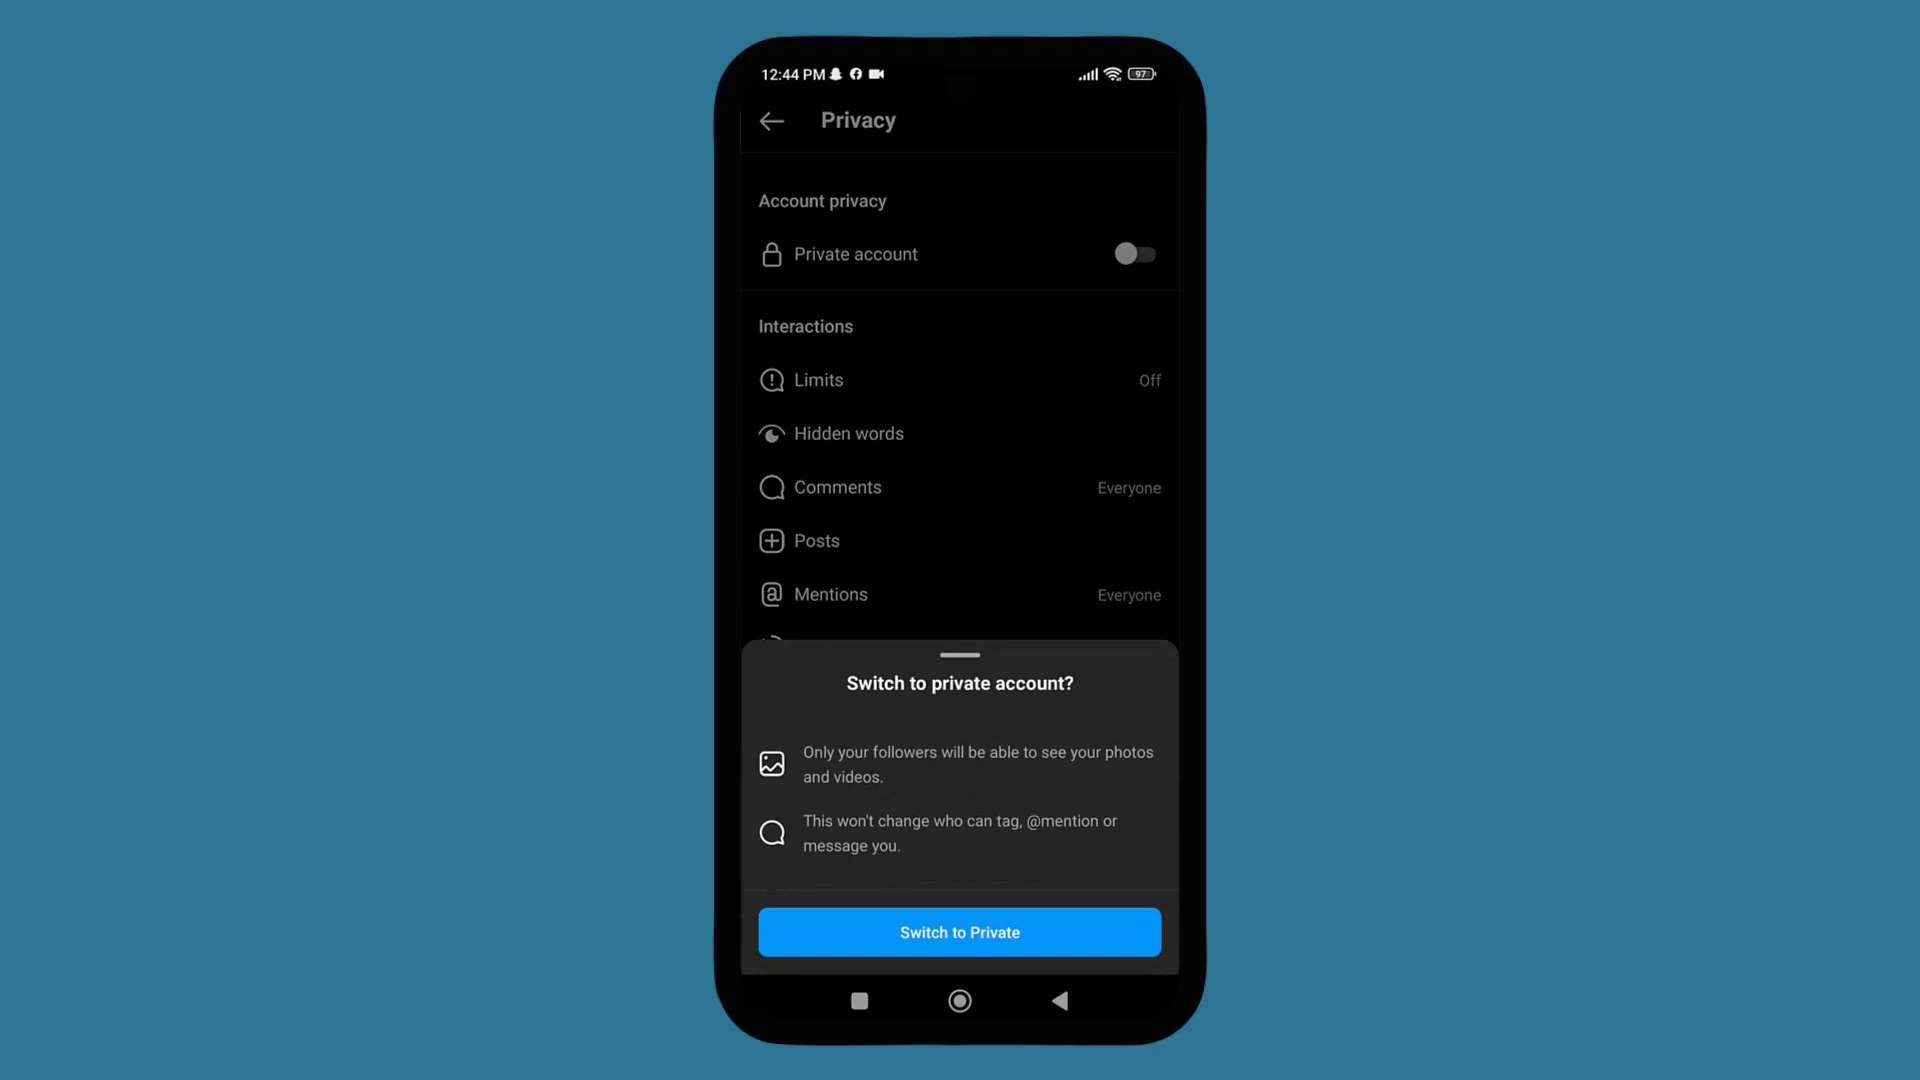 12:44 PM 97
Privacy
Account privacy
Private account
Interactions
Limits Off
Hidden words
Comments Everyone
Posts
Mentions Everyone
Switch to private account?
Only your followers will be able to see your photos
and videos.
This won't change who can tag, @mention or
message you.
Switch to Private